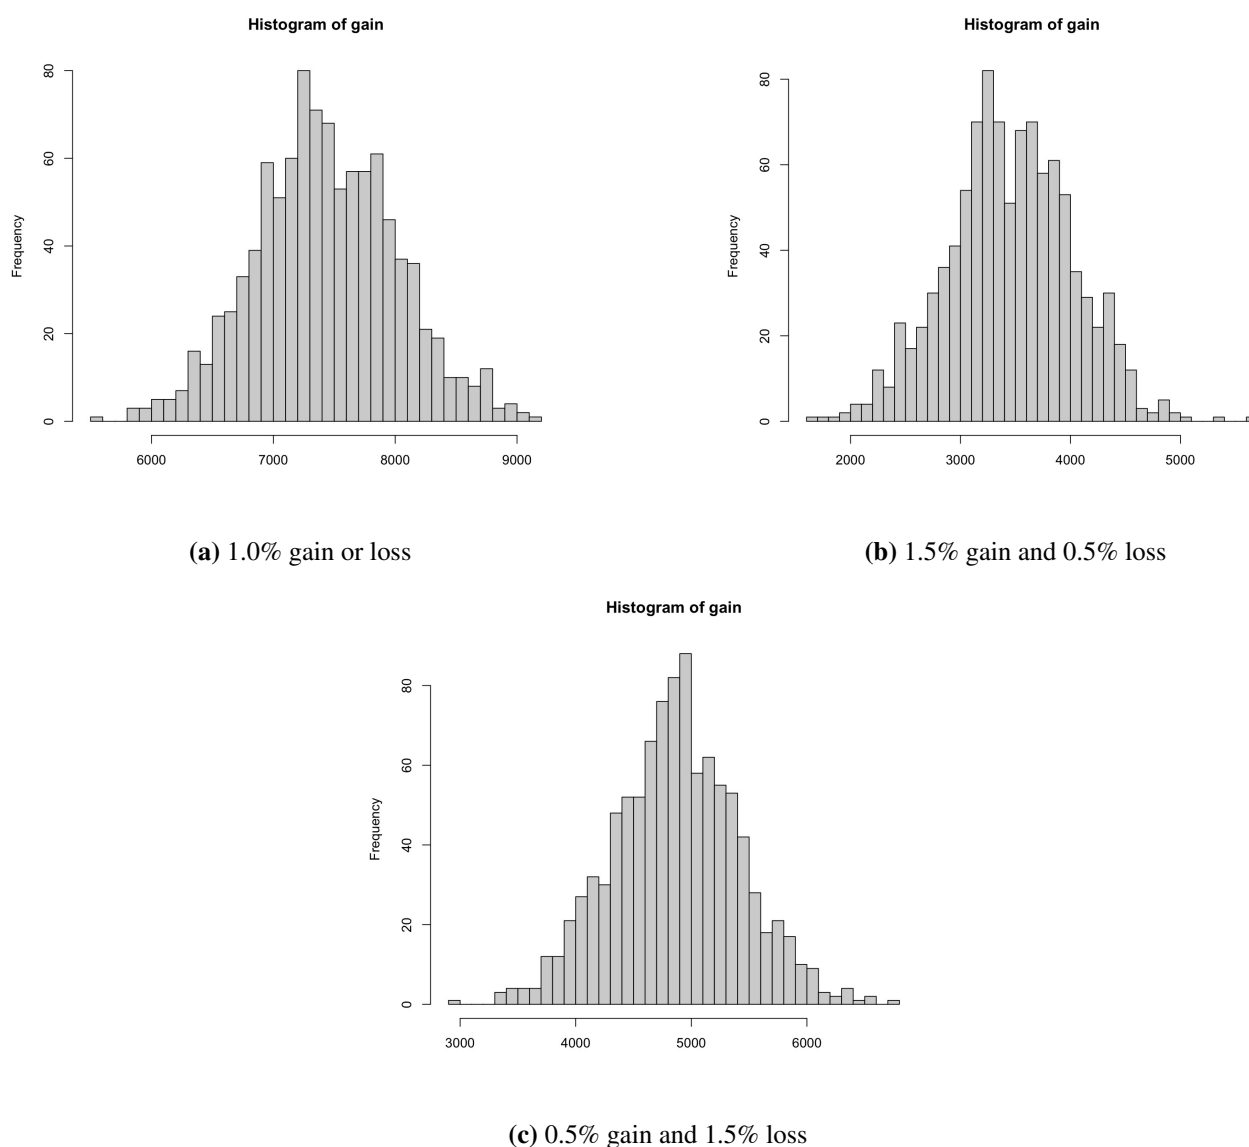 Histogram of gain
Frequency
0 20 40 60 80
6000 7000 8000 9000
(a) 1.0% gain or loss
Histogram of gain
Frequency
0 20 40 60 80
2000 3000 4000 5000
(b) 1.5% gain and 0.5% loss
Histogram of gain
Frequency
0 20 40 60 80
3000 4000 5000 6000
(c) 0.5% gain and 1.5% loss